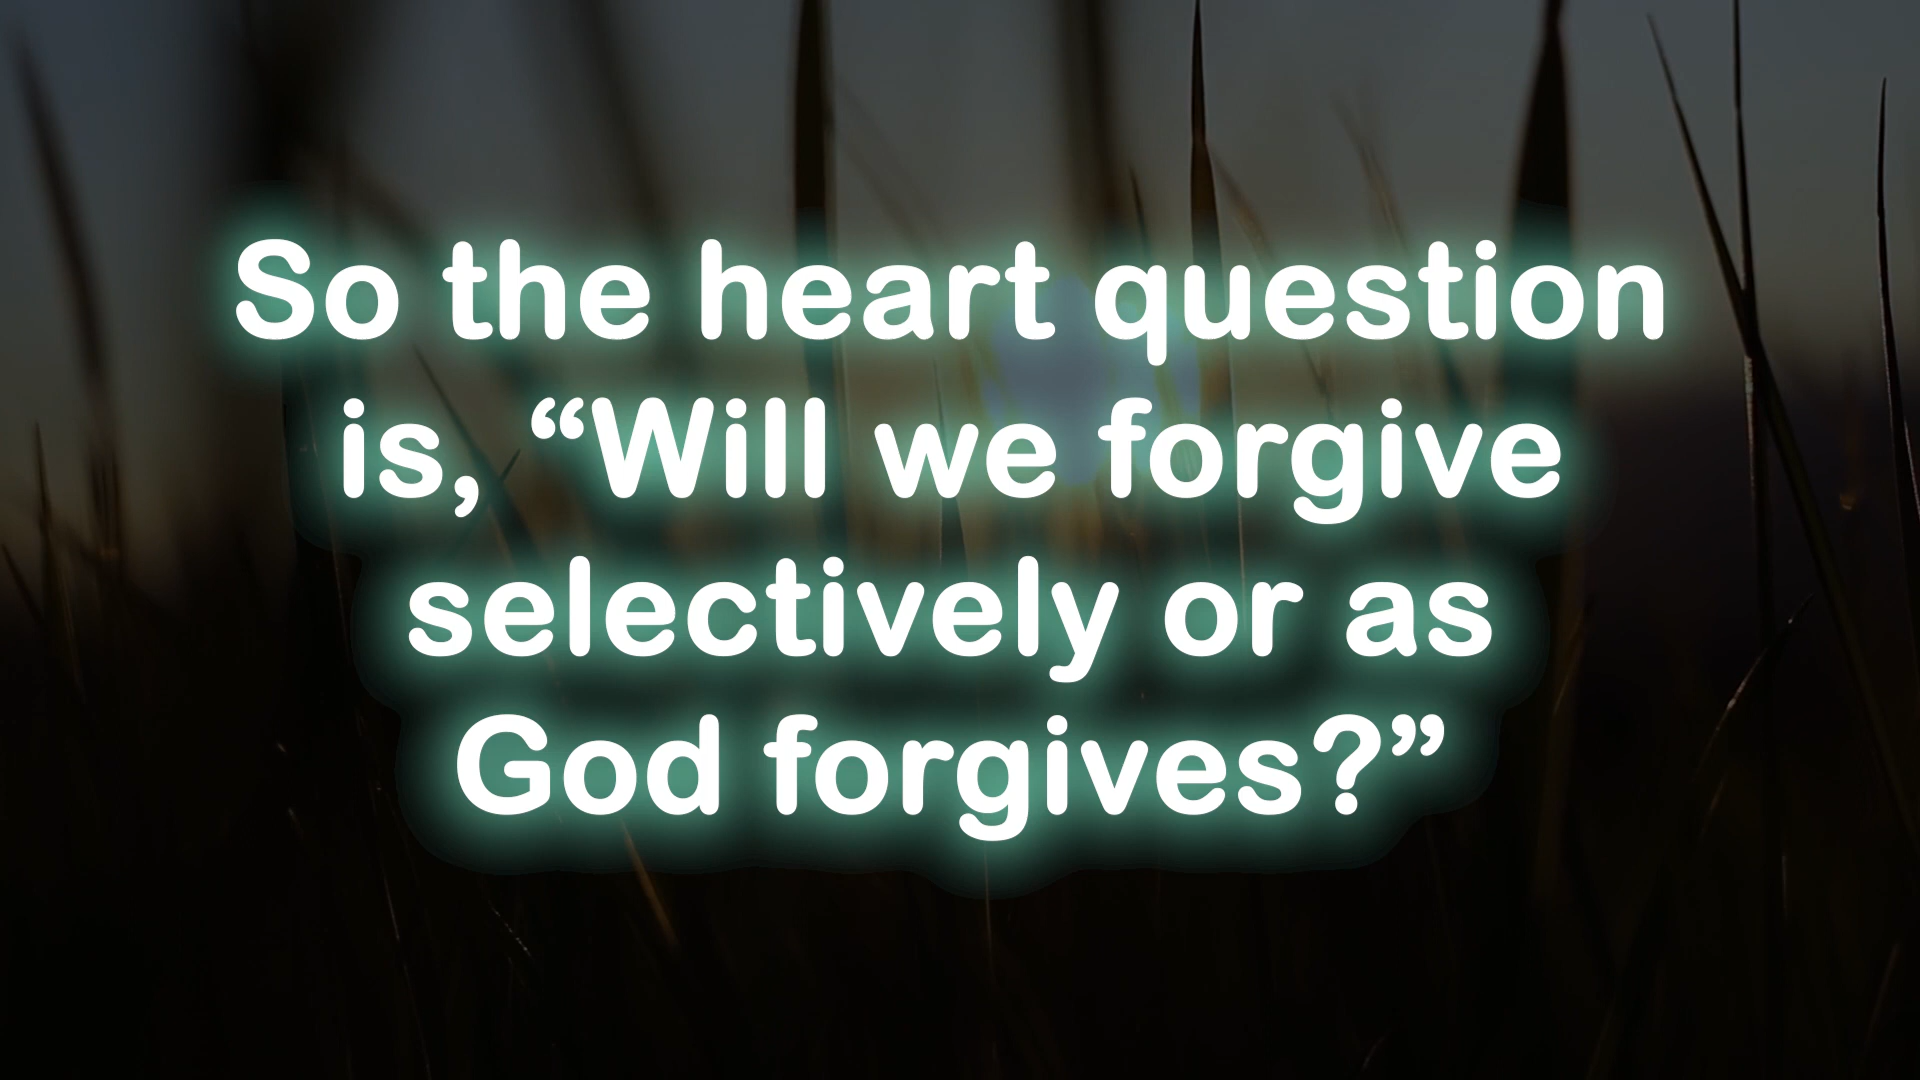 So the heart question
is, “Will we forgive
selectively or as
God forgives?”